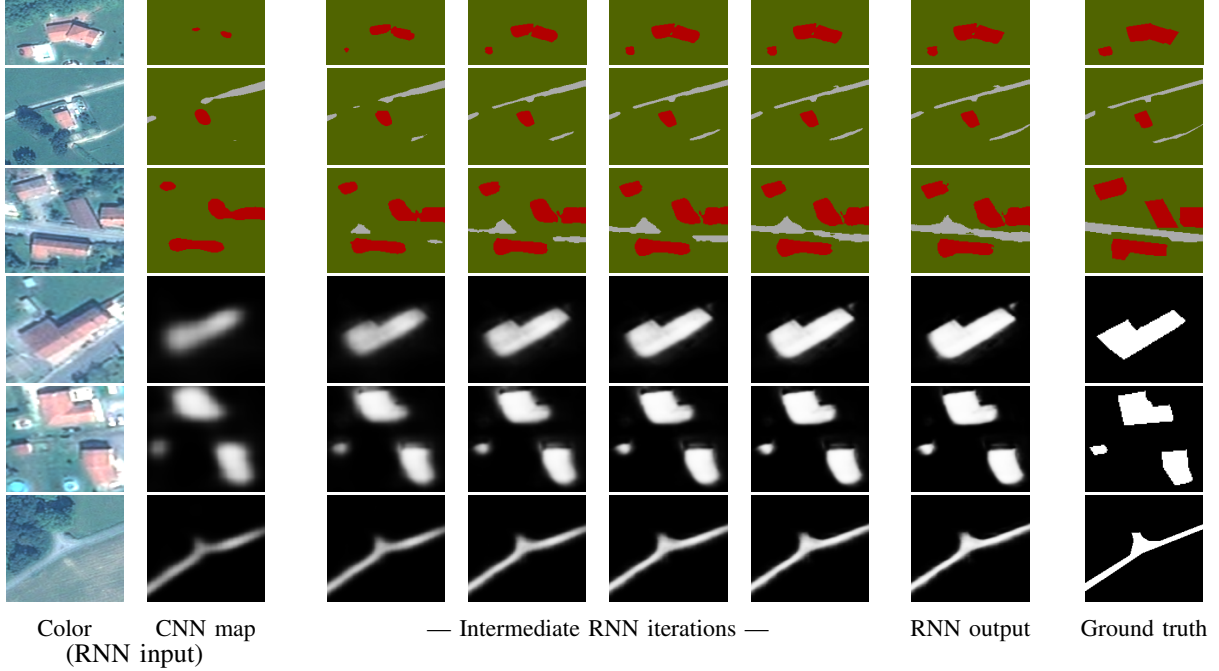 Color CNN map — Intermediate RNN iterations — RNN output Ground truth
(RNN input)